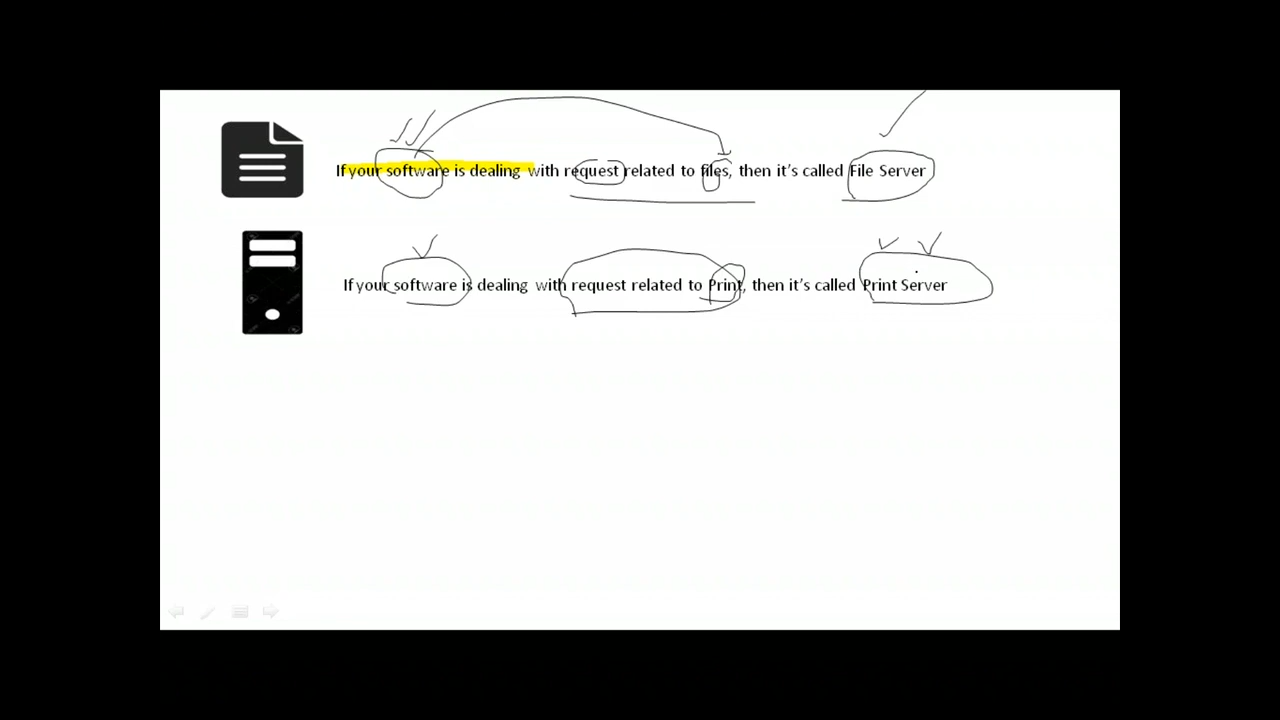 If your software is dealing with request related to files, then it's called File Server
If your software is dealing with request related to Print, then it's called Print Server